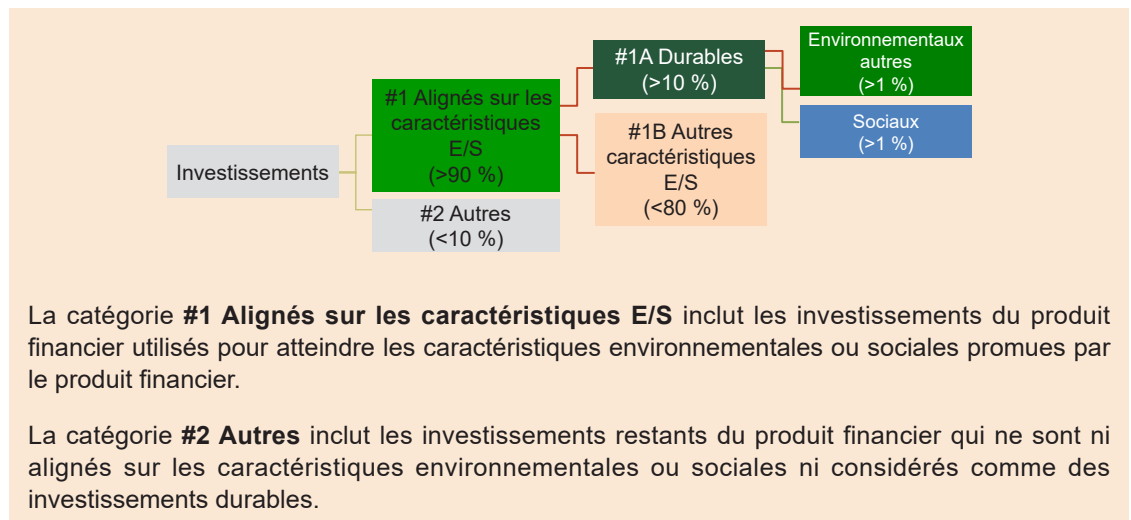 Investissements
#1 Alignés sur les
caractéristiques
E/S
(>90 %)
#2 Autres
(<10 %)
#1A Durables
(>10 %)
#1B Autres
caractéristiques
E/S
(<80 %)
Environnementaux
autres
(>1 %)
Sociaux
(>1 %)
La catégorie #1 Alignés sur les caractéristiques E/S inclut les investissements du produit
financier utilisés pour atteindre les caractéristiques environnementales ou sociales promues par
le produit financier.
La catégorie #2 Autres inclut les investissements restants du produit financier qui ne sont ni
alignés sur les caractéristiques environnementales ou sociales ni considérés comme des
investissements durables.